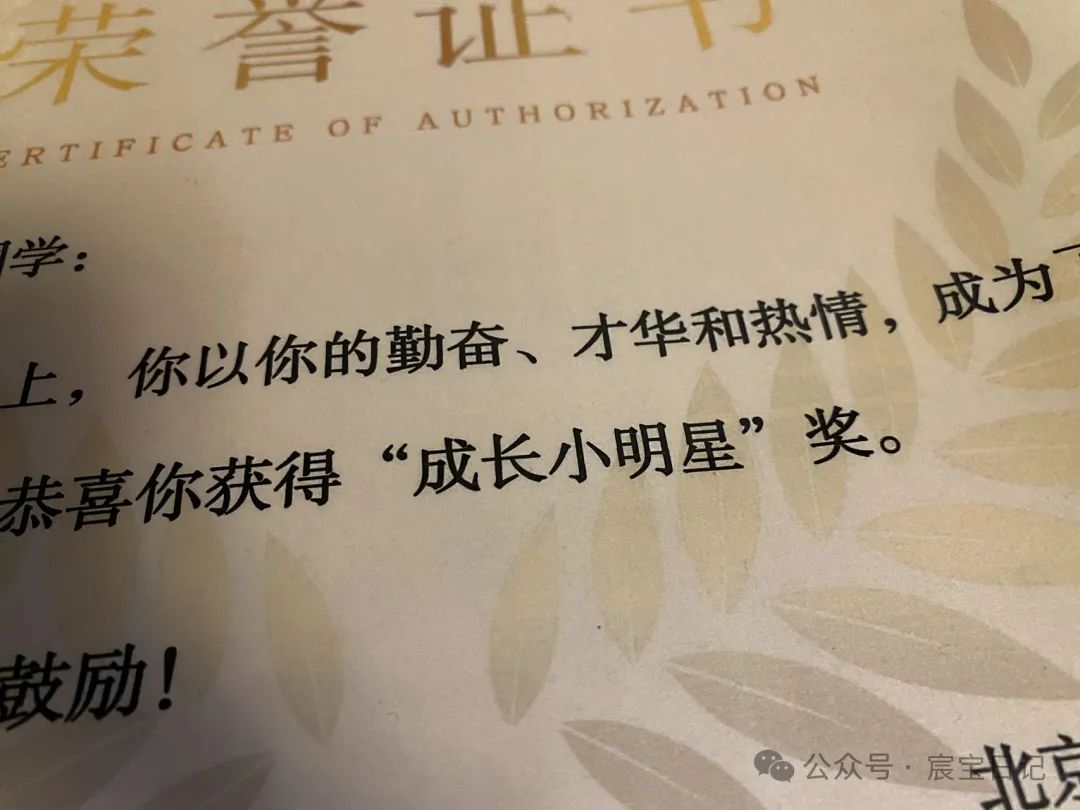 荣誉证书
ERTIFICATE OF AUTHORIZATION
同学：
上，你以你的勤奋、才华和热情，成为了
恭喜你获得“成长小明星”奖。
鼓励！
北京
公众号·宸宝日记